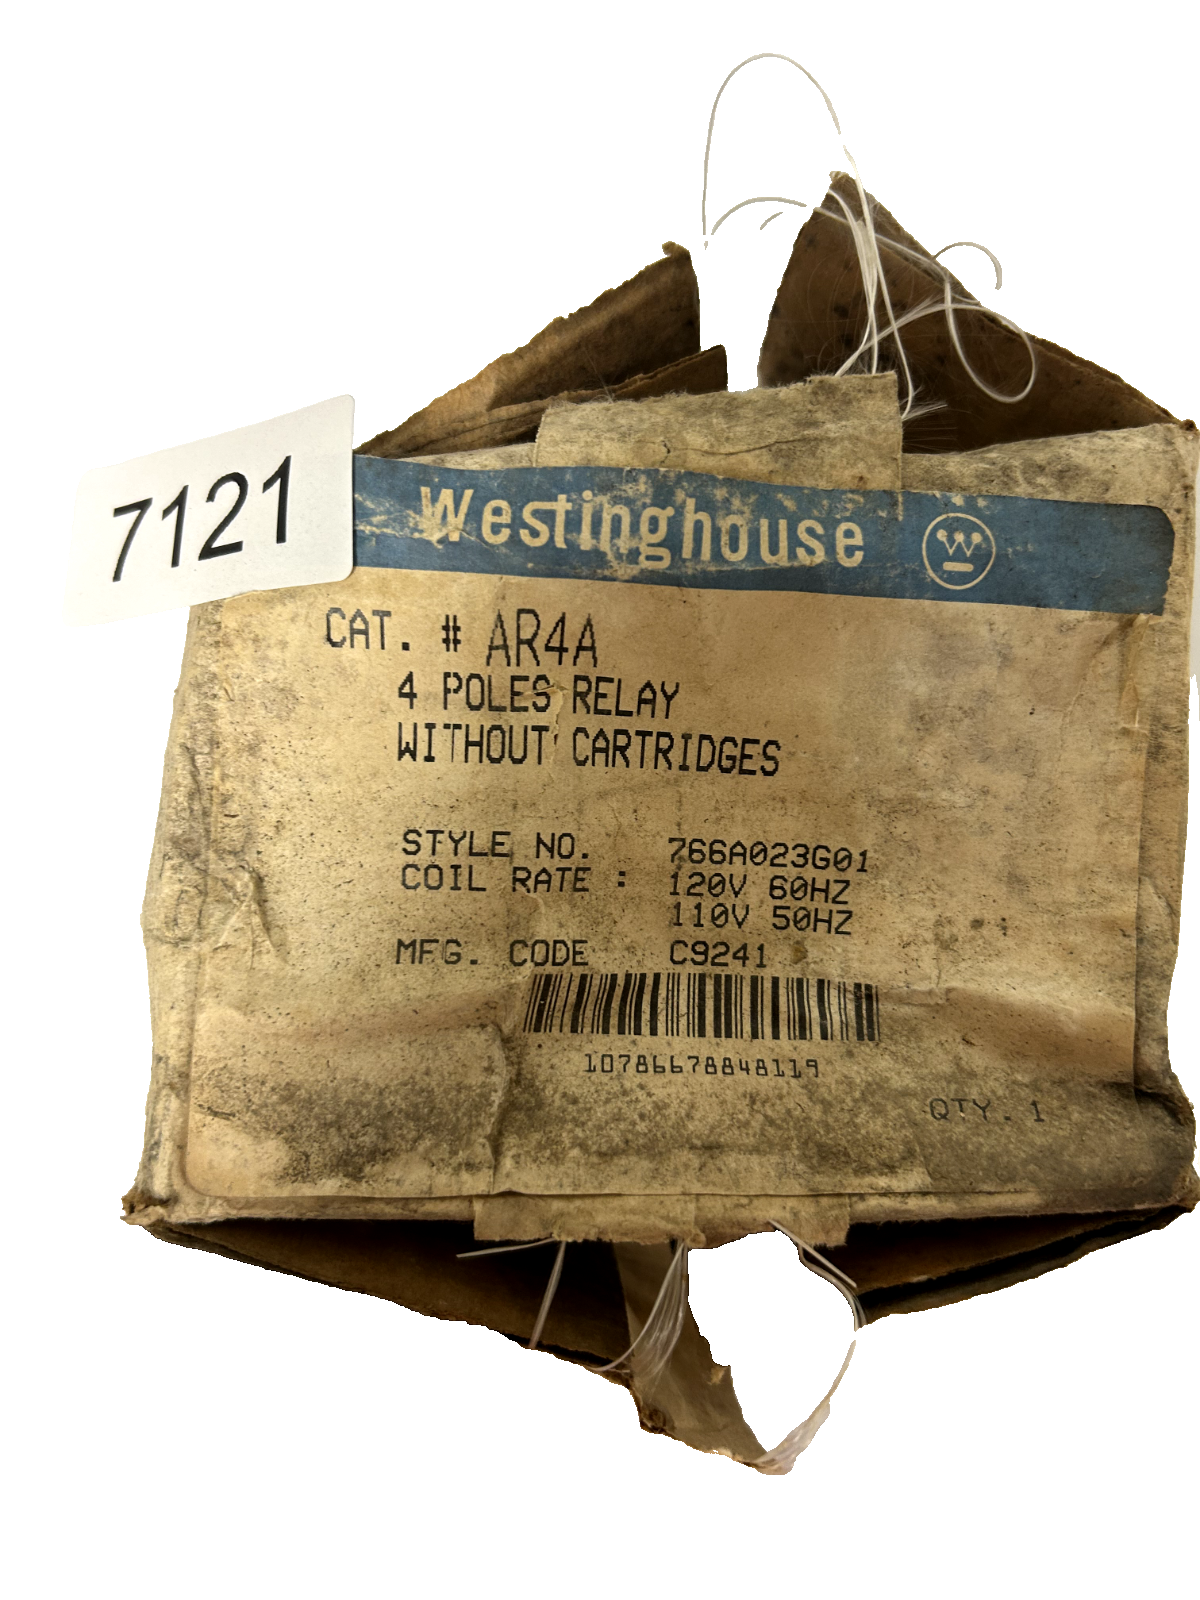 7121
Westinghouse
CAT. # AR4A
4 POLES RELAY
WITHOUT CARTRIDGES
STYLE NO. 766A023G01
COIL RATE : 120V 60HZ
110V 50HZ
MFG. CODE C9241
10786678848119
QTY. 1